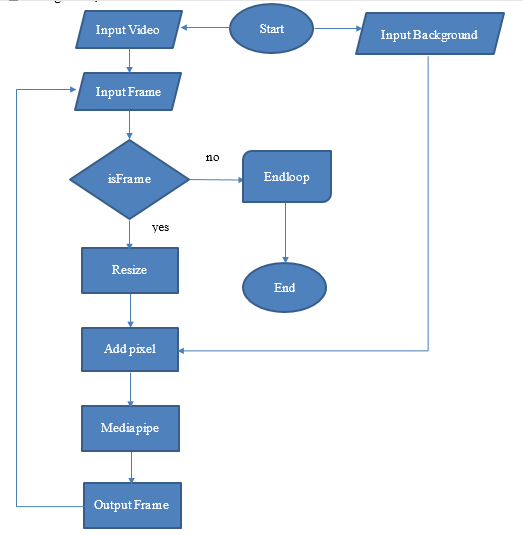 Input Video
Start
Input Background
Input Frame
isFrame
no
Endloop
yes
Resize
End
Add pixel
Mediapipe
Output Frame